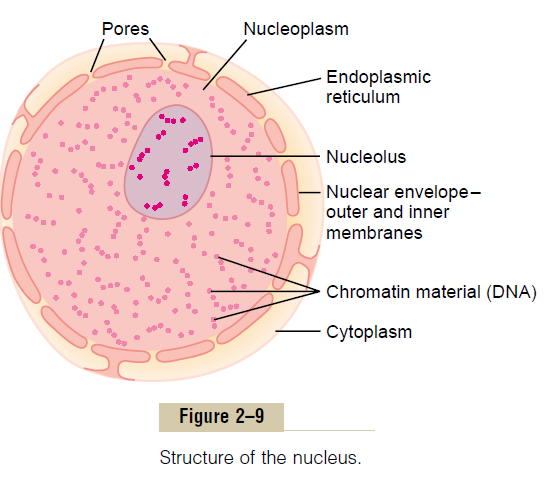 Pores
Nucleoplasm
Endoplasmic
reticulum
Nucleolus
Nuclear envelope–
outer and inner
membranes
Chromatin material (DNA)
Cytoplasm
Figure 2–9
Structure of the nucleus.